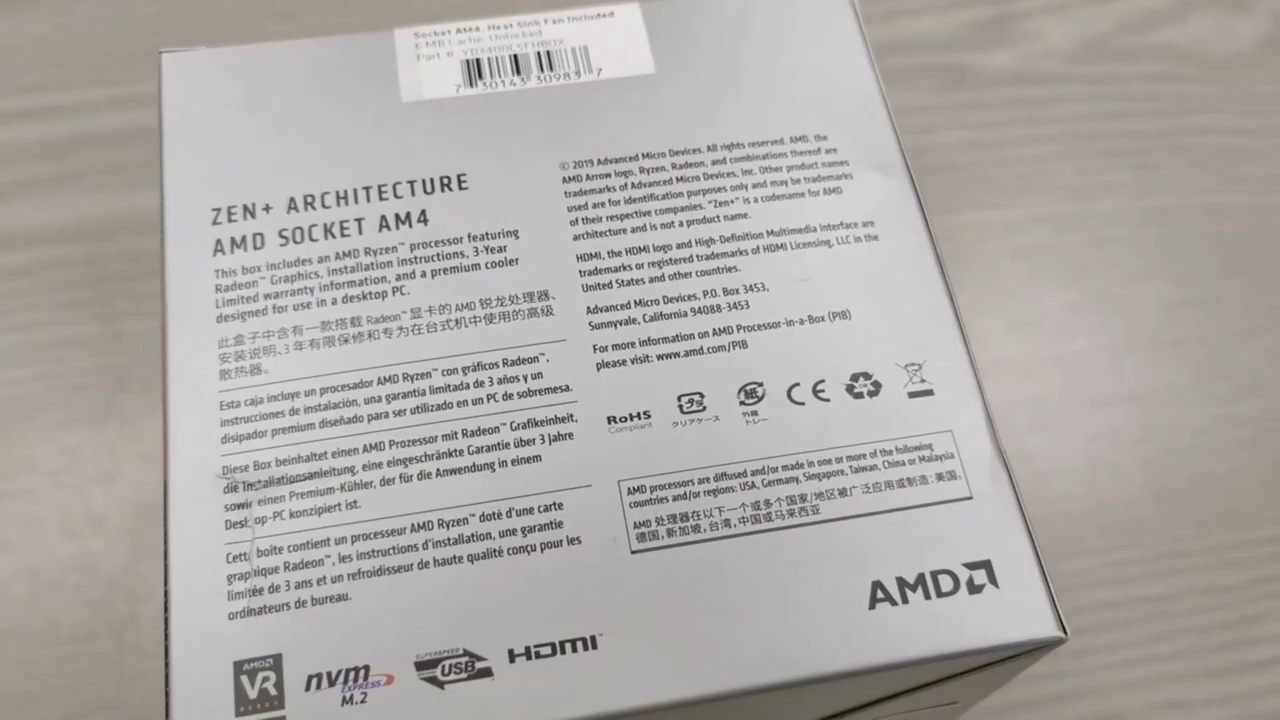 Socket AM4, Heat Sink Fan Included
6 MB Cache Unlocked
Part #: YD3400C5FHBOX
7 30143 30983 7
ZEN+ ARCHITECTURE
AMD SOCKET AM4
This box includes an AMD Ryzen™ processor featuring
Radeon™ Graphics, installation instructions, 3-Year
Limited warranty information, and a premium cooler
designed for use in a desktop PC.
此盒子中含有一款搭载 Radeon™ 显卡的 AMD 锐龙处理器、
安装说明、3 年有限保修和专为在台式机中使用的高级
散热器。
Esta caja incluye un procesador AMD Ryzen™ con gráficos Radeon™,
instrucciones de instalación, una garantía limitada de 3 años y un
disipador premium diseñado para ser utilizado en un PC de sobremesa.
Diese Box beinhaltet einen AMD Prozessor mit Radeon™ Grafikeinheit,
die Installationsanleitung, eine eingeschränkte Garantie über 3 Jahre
sowie einen Premium-Kühler, der für die Anwendung in einem
Desktop-PC konzipiert ist.
Cette boîte contient un processeur AMD Ryzen™ doté d'une carte
graphique Radeon™, les instructions d'installation, une garantie
limitée de 3 ans et un refroidisseur de haute qualité conçu pour les
ordinateurs de bureau.
AMD
VR
READY
nvm
EXPRESS
M.2
SUPERSPEED
USB
HDMI™
© 2019 Advanced Micro Devices. All rights reserved. AMD, the
AMD Arrow logo, Ryzen, Radeon, and combinations thereof are
trademarks of Advanced Micro Devices, Inc. Other product names
used are for identification purposes only and may be trademarks
of their respective companies. "Zen+" is a codename for AMD
architecture and is not a product name.
HDMI, the HDMI logo and High-Definition Multimedia Interface are
trademarks or registered trademarks of HDMI Licensing, LLC in the
United States and other countries.
Advanced Micro Devices, P.O. Box 3453,
Sunnyvale, California 94088-3453
For more information on AMD Processor-in-a-Box (PIB)
please visit: www.amd.com/PIB
RoHS
Compliant
クリアケース
紙
外箱
トレー
CE
AMD processors are diffused and/or made in one or more of the following
countries and/or regions: USA, Germany, Singapore, Taiwan, China or Malaysia
AMD 处理器在以下一个或多个国家/地区被广泛应用或制造：美国，
德国，新加坡，台湾，中国或马来西亚
AMD